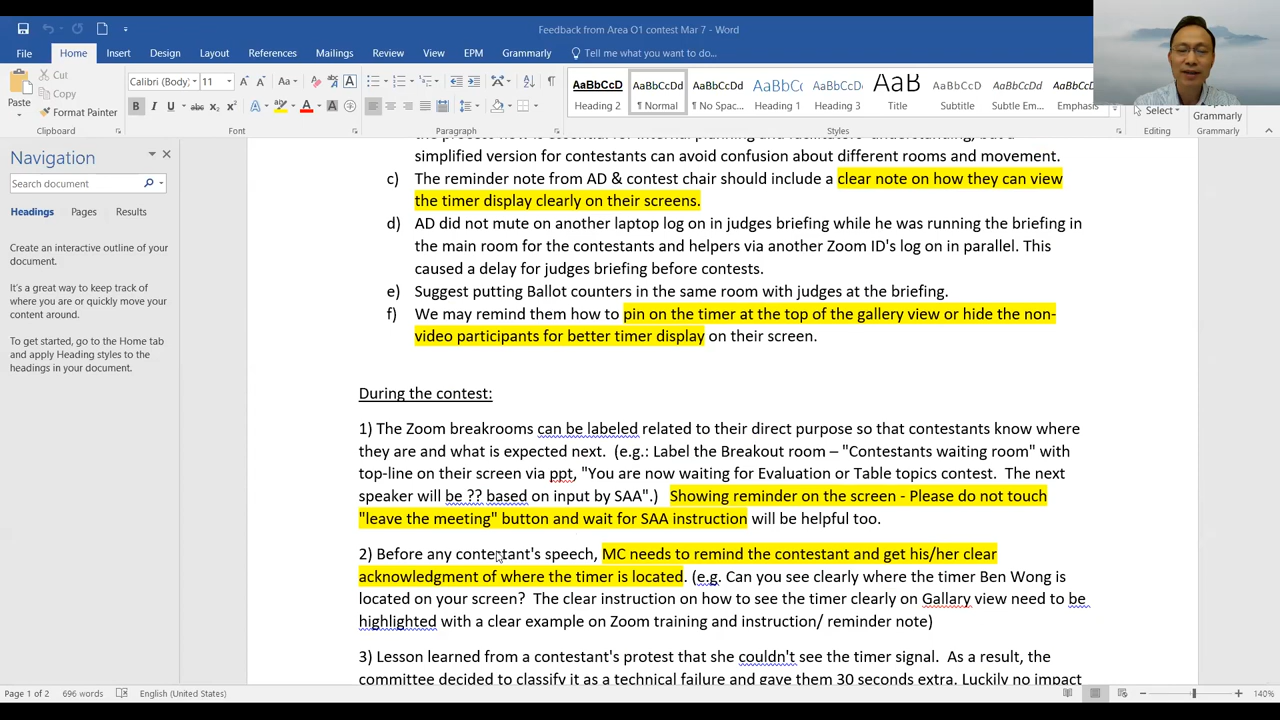 Feedback from Area O1 contest Mar 7 - Word
File Home Insert Design Layout References Mailings Review View EPM Grammarly Tell me what you want to do...
Paste Cut Copy Format Painter
Calibri (Body) 11
AaBbCcD AaBbCcDd AaBbCcDd AaBbCc AaBbCcI AaB AaBbCcD AaBbCcDd AaBbCcDd
Heading 2 ¶ Normal ¶ No Spac... Heading 1 Heading 3 Title Subtitle Subtle Em... Emphasis
Select
Grammarly
Clipboard Font Paragraph Styles Editing Grammarly
Navigation
Search document
Headings Pages Results
Create an interactive outline of your
document.
It's a great way to keep track of
where you are or quickly move your
content around.
To get started, go to the Home tab
and apply Heading styles to the
headings in your document.
simplified version for contestants can avoid confusion about different rooms and movement.
c) The reminder note from AD & contest chair should include a clear note on how they can view
the timer display clearly on their screens.
d) AD did not mute on another laptop log on in judges briefing while he was running the briefing in
the main room for the contestants and helpers via another Zoom ID's log on in parallel. This
caused a delay for judges briefing before contests.
e) Suggest putting Ballot counters in the same room with judges at the briefing.
f) We may remind them how to pin on the timer at the top of the gallery view or hide the non-
video participants for better timer display on their screen.
During the contest:
1) The Zoom breakrooms can be labeled related to their direct purpose so that contestants know where
they are and what is expected next. (e.g.: Label the Breakout room – "Contestants waiting room" with
top-line on their screen via ppt, "You are now waiting for Evaluation or Table topics contest. The next
speaker will be ?? based on input by SAA".) Showing reminder on the screen - Please do not touch
"leave the meeting" button and wait for SAA instruction will be helpful too.
2) Before any contestant's speech, MC needs to remind the contestant and get his/her clear
acknowledgment of where the timer is located. (e.g. Can you see clearly where the timer Ben Wong is
located on your screen? The clear instruction on how to see the timer clearly on Gallary view need to be
highlighted with a clear example on Zoom training and instruction/ reminder note)
3) Lesson learned from a contestant's protest that she couldn't see the timer signal. As a result, the
committee decided to classify it as a technical failure and gave them 30 seconds extra. Luckily no impact
Page 1 of 2 696 words English (United States) 140%